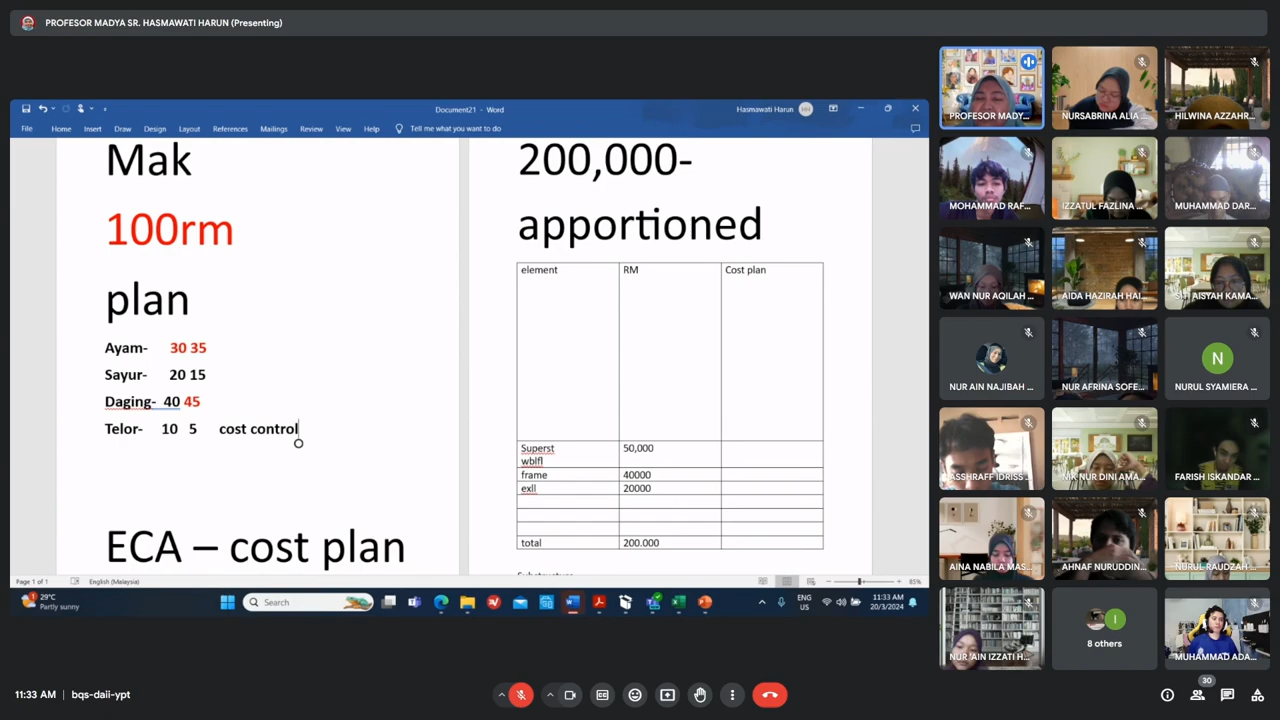 PROFESOR MADYA SR. HASMAWATI HARUN (Presenting)
Document21 - Word
Hasmawati Harun
HH
File Home Insert Draw Design Layout References Mailings Review View Help Tell me what you want to do
Mak
100rm
plan
Ayam- 30 35
Sayur- 20 15
Daging- 40 45
Telor- 10 5 cost control
ECA – cost plan
200,000-
apportioned
element RM Cost plan
Superst 50,000
wblfl
frame 40000
exll 20000
total 200.000
Substructure
Page 1 of 1 English (Malaysia)
85%
29°C
Partly sunny
Search
ENG
US
11:33 AM
20/3/2024
PROFESOR MADY...
NURSABRINA ALIA ...
HILWINA AZZAHR...
MOHAMMAD RAF...
IZZATUL FAZLINA ...
MUHAMMAD DAR...
WAN NUR AQILAH ...
AIDA HAZIRAH HAI...
SITI AISYAH KAMA...
NUR AIN NAJIBAH ...
NUR AFRINA SOFE...
N
NURUL SYAMIERA ...
ASSHRAFF IDRISS ...
NIK NUR DINI AMA...
FARISH ISKANDAR ...
AINA NABILA MAS...
AHNAF NURUDDIN...
NURUL RAUDZAH ...
NUR 'AIN IZZATI H...
I
8 others
MUHAMMAD ADA...
11:33 AM | bqs-daii-ypt
30